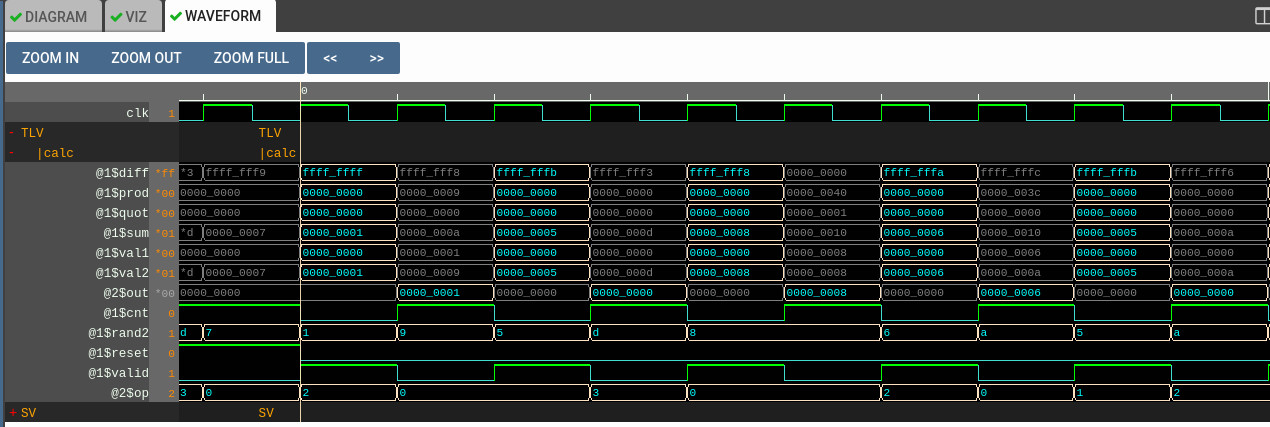 DIAGRAM VIZ WAVEFORM
ZOOM IN ZOOM OUT ZOOM FULL << >>
0
clk 1
- TLV TLV
- |calc |calc
@1$diff *ff *3 ffff_fff9 ffff_ffff ffff_fff8 ffff_fffb ffff_fff3 ffff_fff8 0000_0000 ffff_fffa ffff_fffc ffff_fffb ffff_fff6
@1$prod *00 0000_0000 0000_0000 0000_0009 0000_0000 0000_0000 0000_0000 0000_0040 0000_0000 0000_003c 0000_0000 0000_0000
@1$quot *00 0000_0000 0000_0000 0000_0000 0000_0000 0000_0000 0000_0000 0000_0001 0000_0000 0000_0000 0000_0000 0000_0000
@1$sum *01 *d 0000_0007 0000_0001 0000_000a 0000_0005 0000_000d 0000_0008 0000_0010 0000_0006 0000_0010 0000_0005 0000_000a
@1$val1 *00 0000_0000 0000_0000 0000_0001 0000_0000 0000_0000 0000_0000 0000_0008 0000_0000 0000_0006 0000_0000 0000_0000
@1$val2 *01 *d 0000_0007 0000_0001 0000_0009 0000_0005 0000_000d 0000_0008 0000_0008 0000_0006 0000_000a 0000_0005 0000_000a
@2$out *00 0000_0000 0000_0001 0000_0000 0000_0000 0000_0000 0000_0008 0000_0000 0000_0006 0000_0000 0000_0000
@1$cnt 0
@1$rand2 1 d 7 1 9 5 d 8 6 a 5 a
@1$reset 0
@1$valid 1
@2$op 2 3 0 2 0 3 0 2 0 1 2
+ SV SV